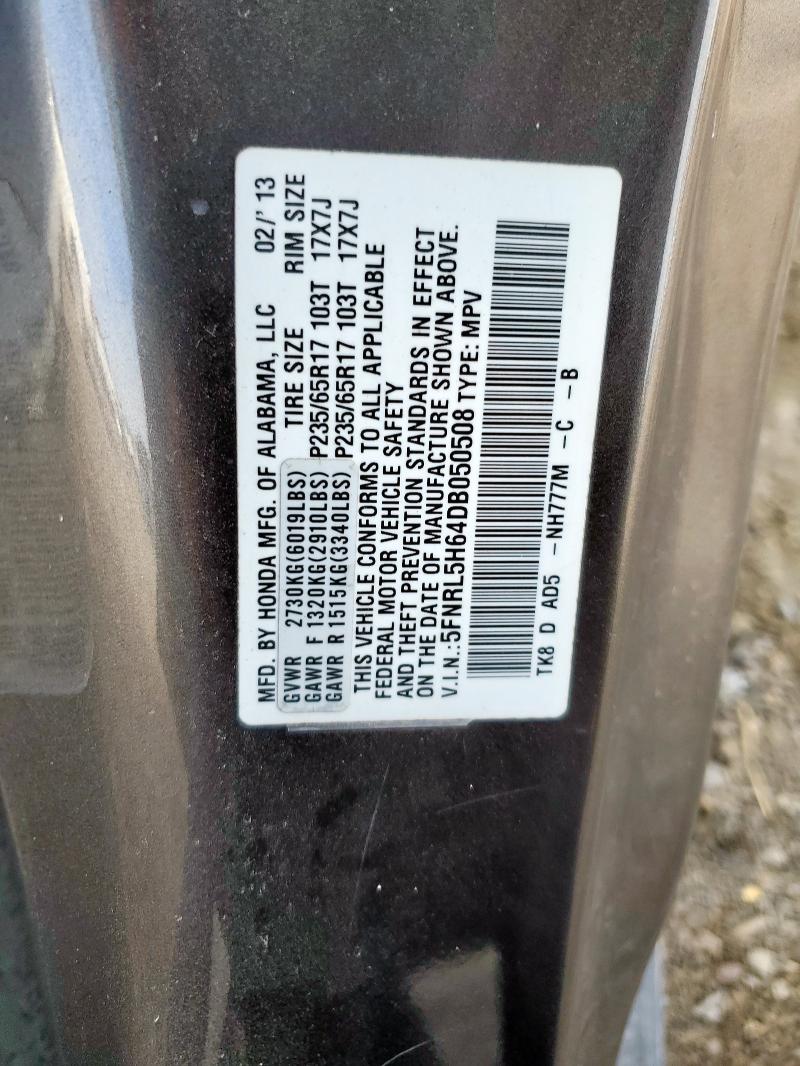 MFD. BY HONDA MFG. OF ALABAMA, LLC 02/' 13
GVWR 2730KG(6019LBS) TIRE SIZE RIM SIZE
GAWR F 1320KG(2910LBS) P235/65R17 103T 17X7J
GAWR R 1515KG(3340LBS) P235/65R17 103T 17X7J
THIS VEHICLE CONFORMS TO ALL APPLICABLE
FEDERAL MOTOR VEHICLE SAFETY
AND THEFT PREVENTION STANDARDS IN EFFECT
ON THE DATE OF MANUFACTURE SHOWN ABOVE.
V.I.N.:5FNRL5H64DB050508 TYPE: MPV
TK8 D AD5 -NH777M -C -B